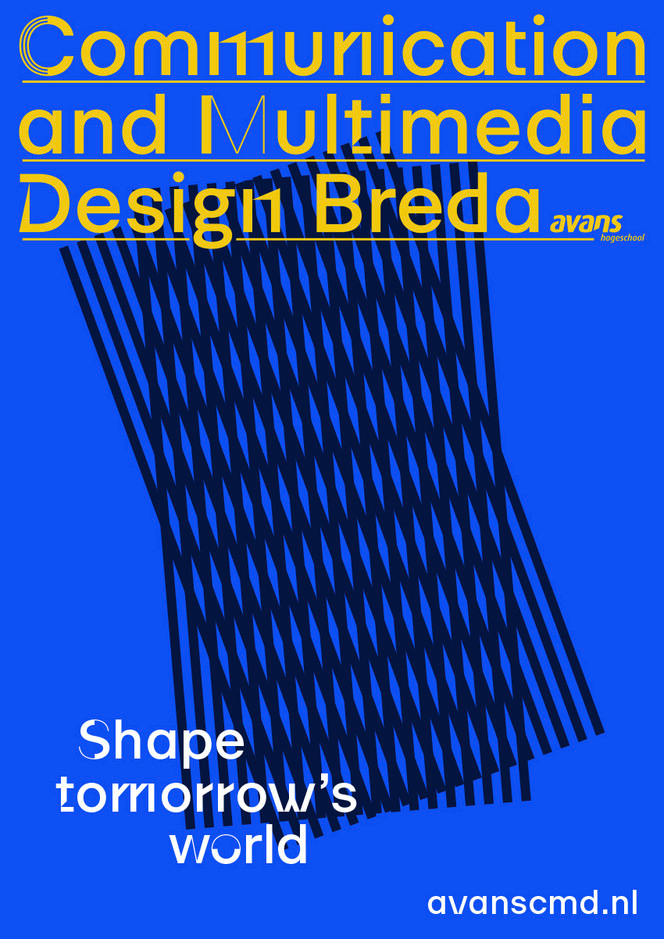 Communication
and Multimedia
Design Breda
avans
hogeschool
Shape
tomorrow's
world
avanscmd.nl